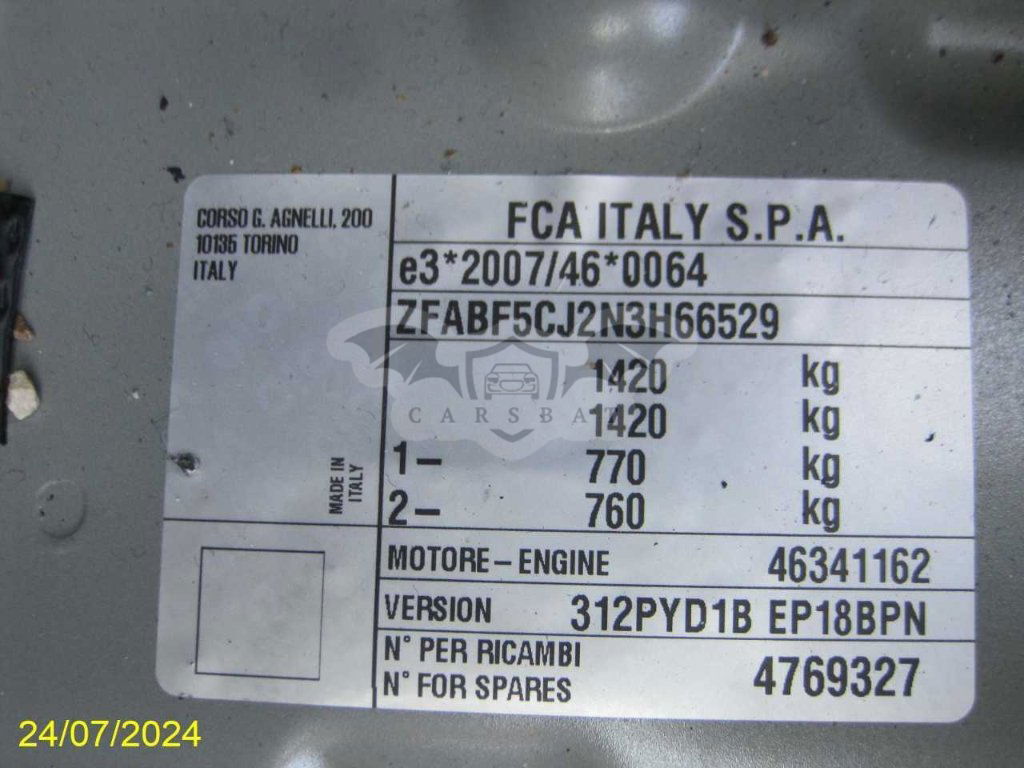 CORSO G. AGNELLI, 200
10135 TORINO
ITALY
FCA ITALY S.P.A.
e3*2007/46*0064
ZFABF5CJ2N3H66529
1420 kg
CARSBAT
1420 kg
1- 770 kg
2- 760 kg
MADE IN
ITALY
MOTORE-ENGINE 46341162
VERSION 312PYD1B EP18BPN
N° PER RICAMBI
N° FOR SPARES 4769327
24/07/2024